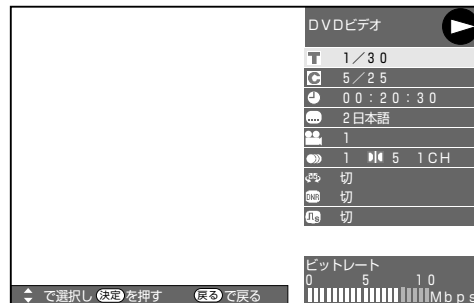 DVDビデオ
T 1／30
C 5／25
00：20：30
2日本語
1
1 5 1CH
切
DNR 切
切
ビットレート
0 5 10
Mbps
で選択し 決定 を押す 戻る で戻る